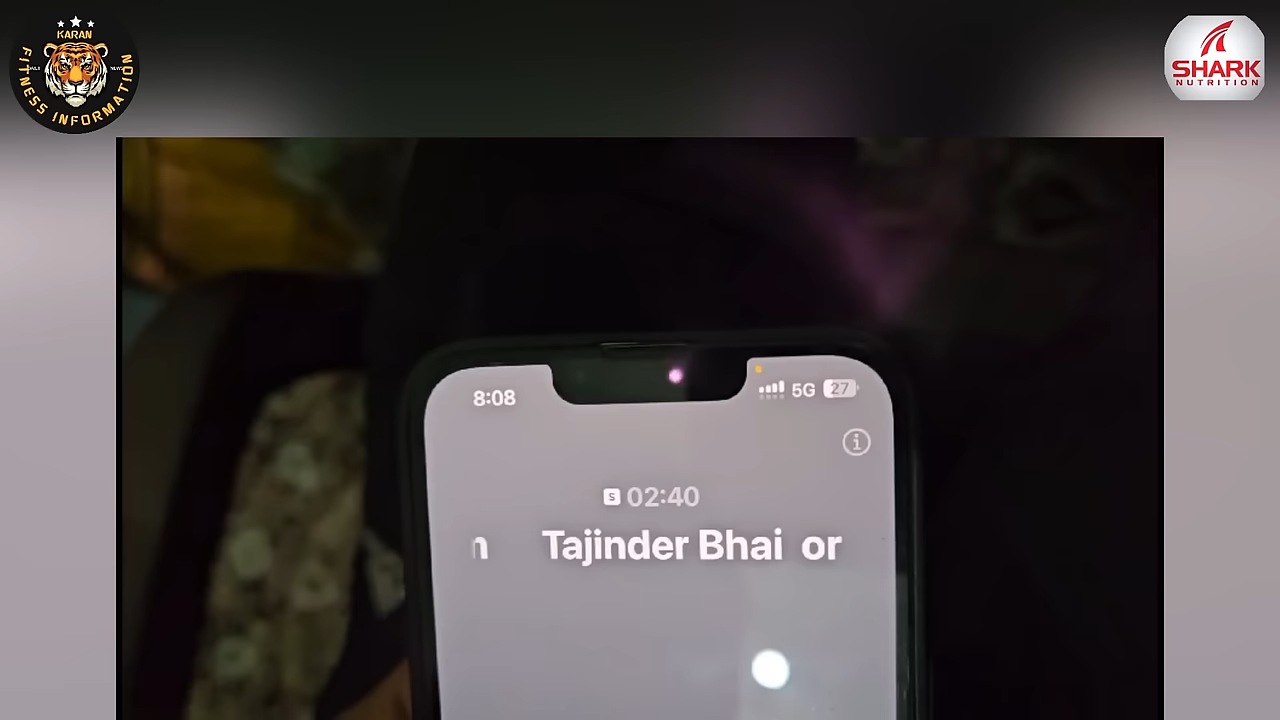 KARAN
FITNESS INFORMATION
SHARK
NUTRITION
8:08
5G 27
S 02:40
n Tajinder Bhai or